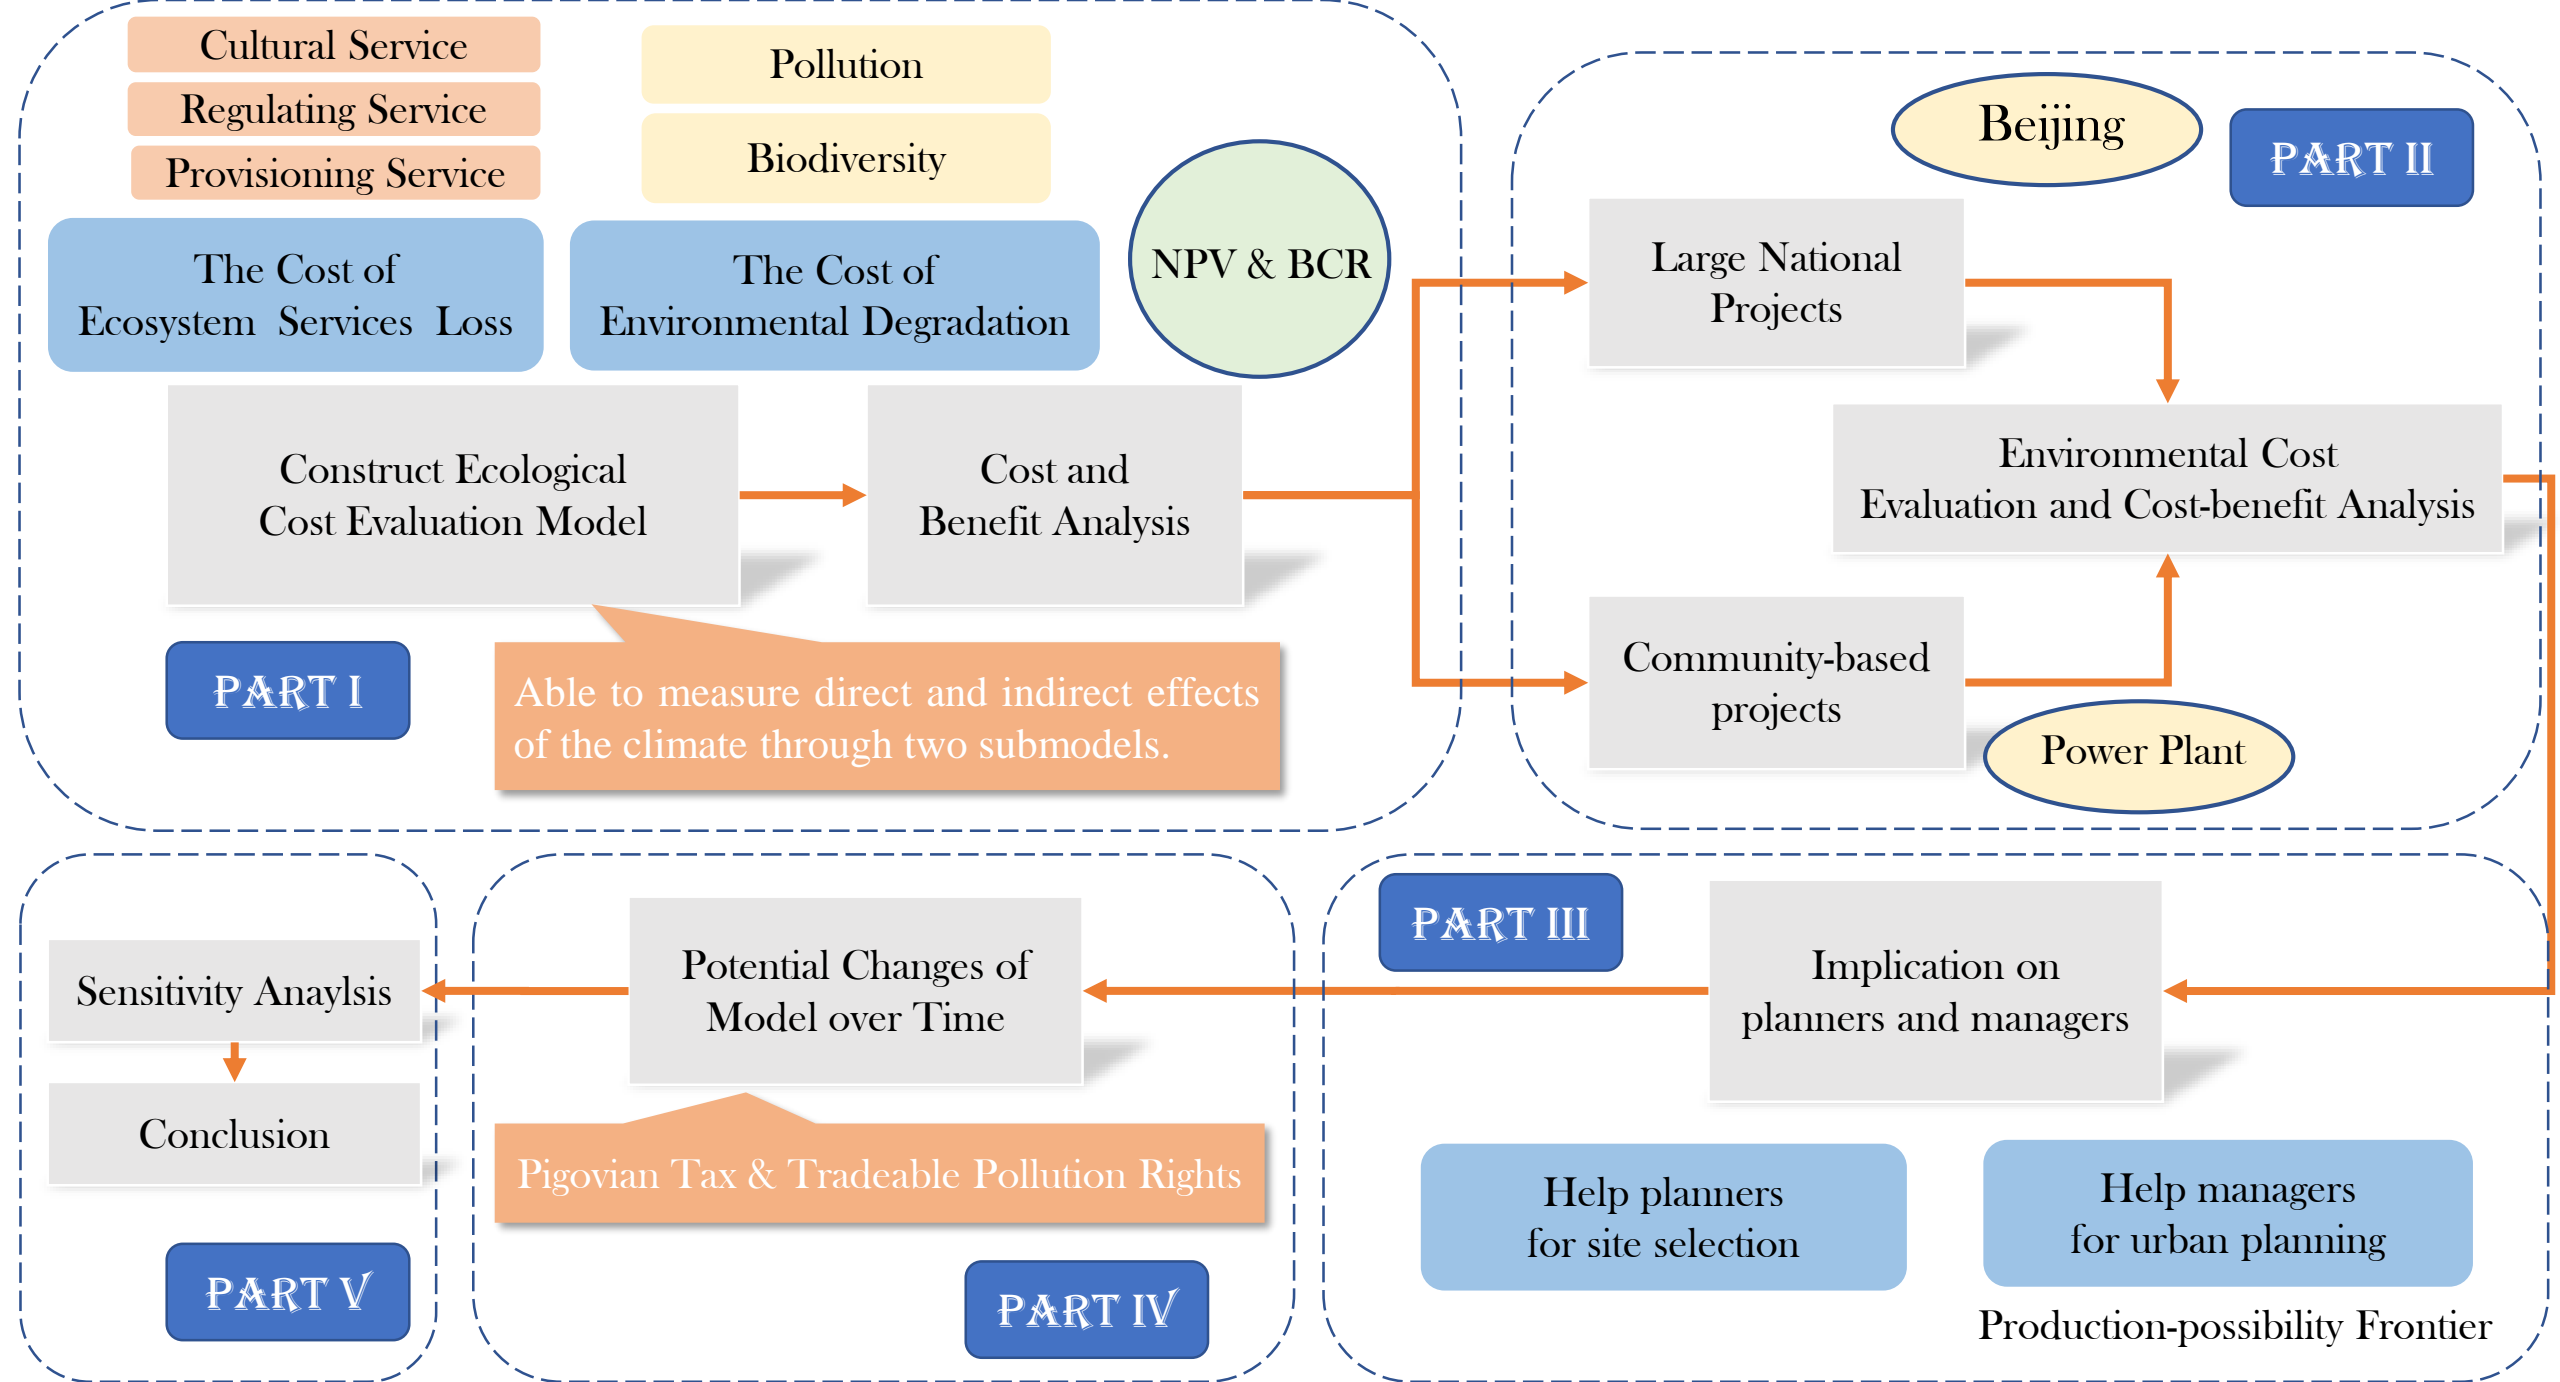 Cultural Service
Regulating Service
Provisioning Service
Pollution
Biodiversity
The Cost of
Ecosystem Services Loss
The Cost of
Environmental Degradation
NPV & BCR
Construct Ecological
Cost Evaluation Model
Cost and
Benefit Analysis
PART I
Able to measure direct and indirect effects
of the climate through two submodels.
Beijing
PART II
Large National
Projects
Environmental Cost
Evaluation and Cost-benefit Analysis
Community-based
projects
Power Plant
PART III
Implication on
planners and managers
Help planners
for site selection
Help managers
for urban planning
Production-possibility Frontier
Potential Changes of
Model over Time
Pigovian Tax & Tradeable Pollution Rights
PART IV
Sensitivity Anaylsis
Conclusion
PART V